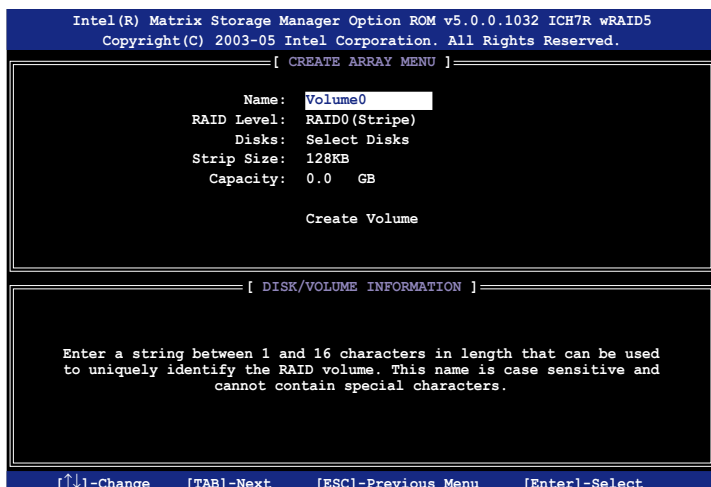 Intel(R) Matrix Storage Manager Option ROM v5.0.0.1032 ICH7R wRAID5
Copyright(C) 2003-05 Intel Corporation. All Rights Reserved.
[ CREATE ARRAY MENU ]
Name: Volume0
RAID Level: RAID0(Stripe)
Disks: Select Disks
Strip Size: 128KB
Capacity: 0.0 GB
Create Volume
[ DISK/VOLUME INFORMATION ]
Enter a string between 1 and 16 characters in length that can be used
to uniquely identify the RAID volume. This name is case sensitive and
cannot contain special characters.
[↑↓]-Change [TAB]-Next [ESC]-Previous Menu [Enter]-Select